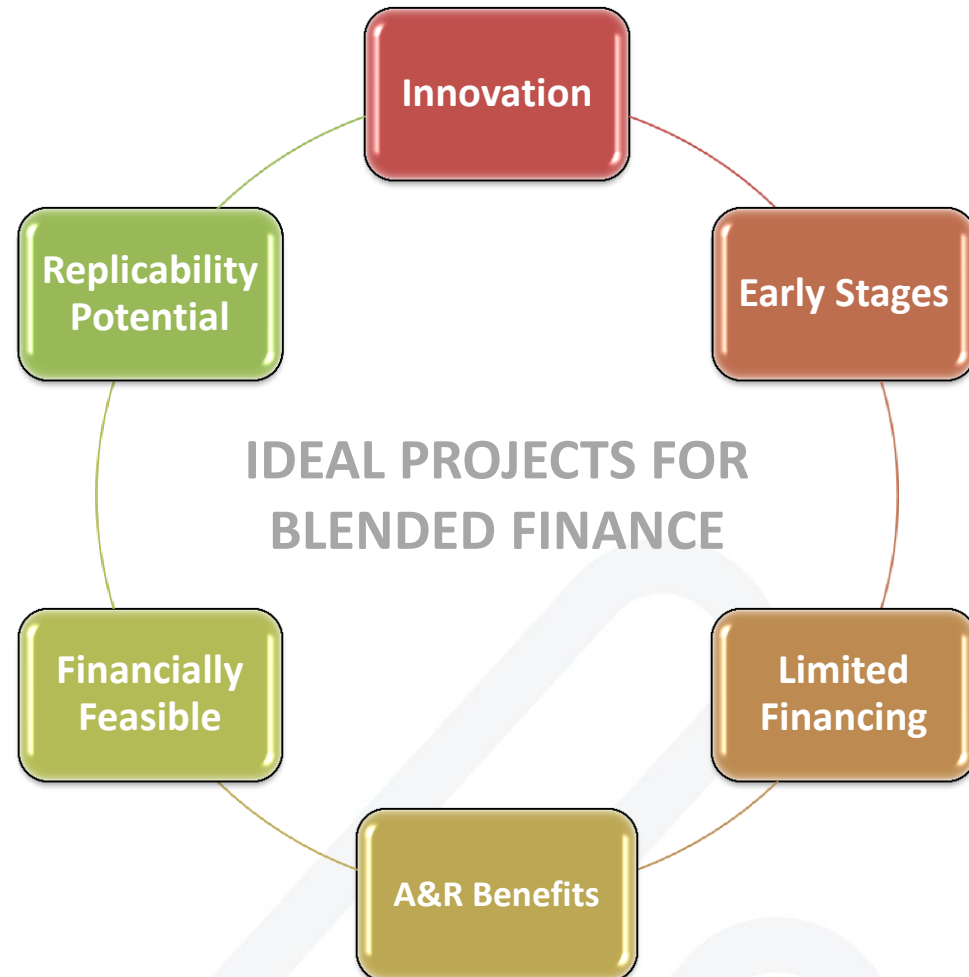 Innovation
Early Stages
Limited
Financing
A&R Benefits
Financially
Feasible
Replicability
Potential
IDEAL PROJECTS FOR
BLENDED FINANCE